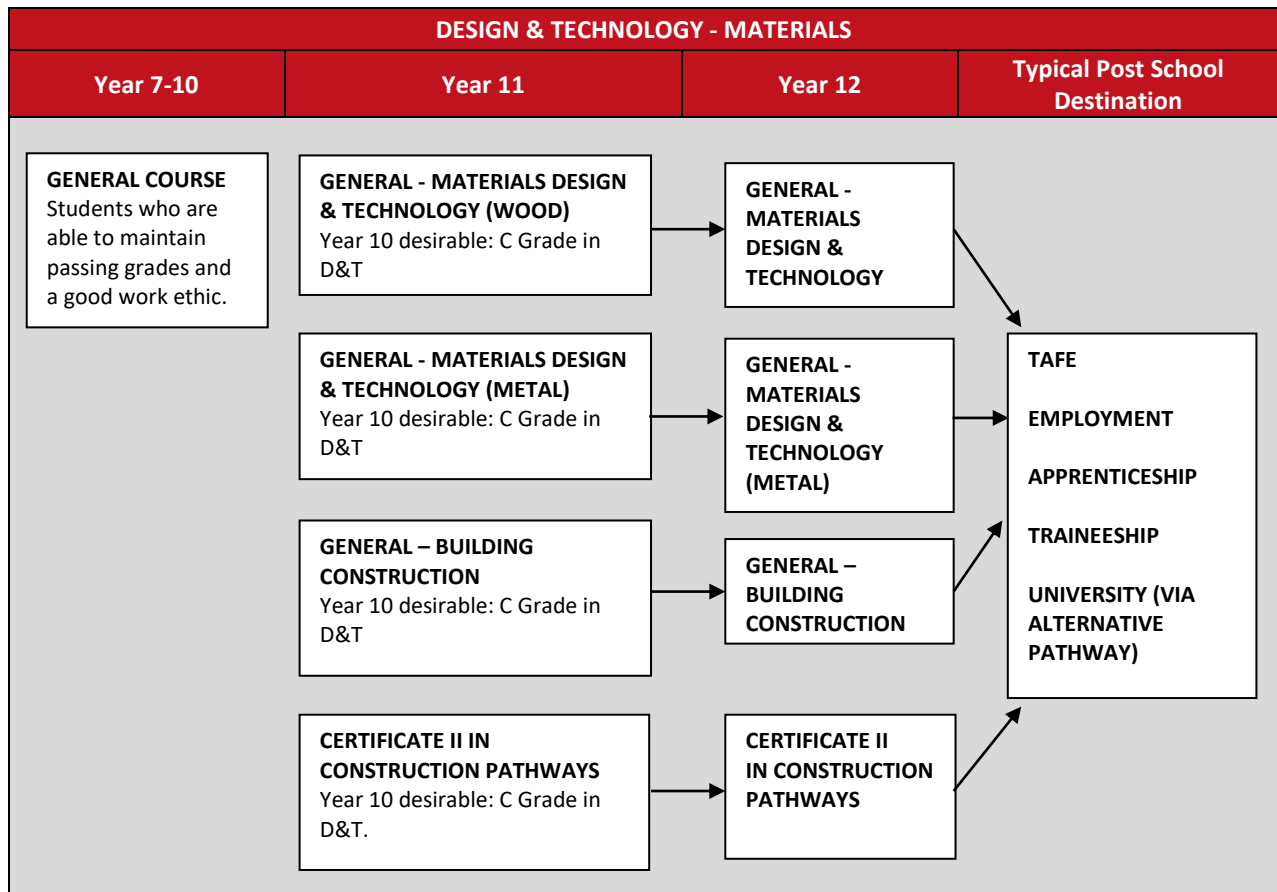 DESIGN & TECHNOLOGY - MATERIALS
Year 7-10
Year 11
Year 12
Typical Post School
Destination
GENERAL COURSE
Students who are
able to maintain
passing grades and
a good work ethic.
GENERAL - MATERIALS DESIGN
& TECHNOLOGY (WOOD)
Year 10 desirable: C Grade in
D&T
GENERAL -
MATERIALS
DESIGN &
TECHNOLOGY
GENERAL - MATERIALS DESIGN
& TECHNOLOGY (METAL)
Year 10 desirable: C Grade in
D&T
GENERAL -
MATERIALS
DESIGN &
TECHNOLOGY
(METAL)
GENERAL – BUILDING
CONSTRUCTION
Year 10 desirable: C Grade in
D&T
GENERAL –
BUILDING
CONSTRUCTION
CERTIFICATE II IN
CONSTRUCTION PATHWAYS
Year 10 desirable: C Grade in
D&T.
CERTIFICATE II
IN CONSTRUCTION
PATHWAYS
TAFE
EMPLOYMENT
APPRENTICESHIP
TRAINEESHIP
UNIVERSITY (VIA
ALTERNATIVE
PATHWAY)